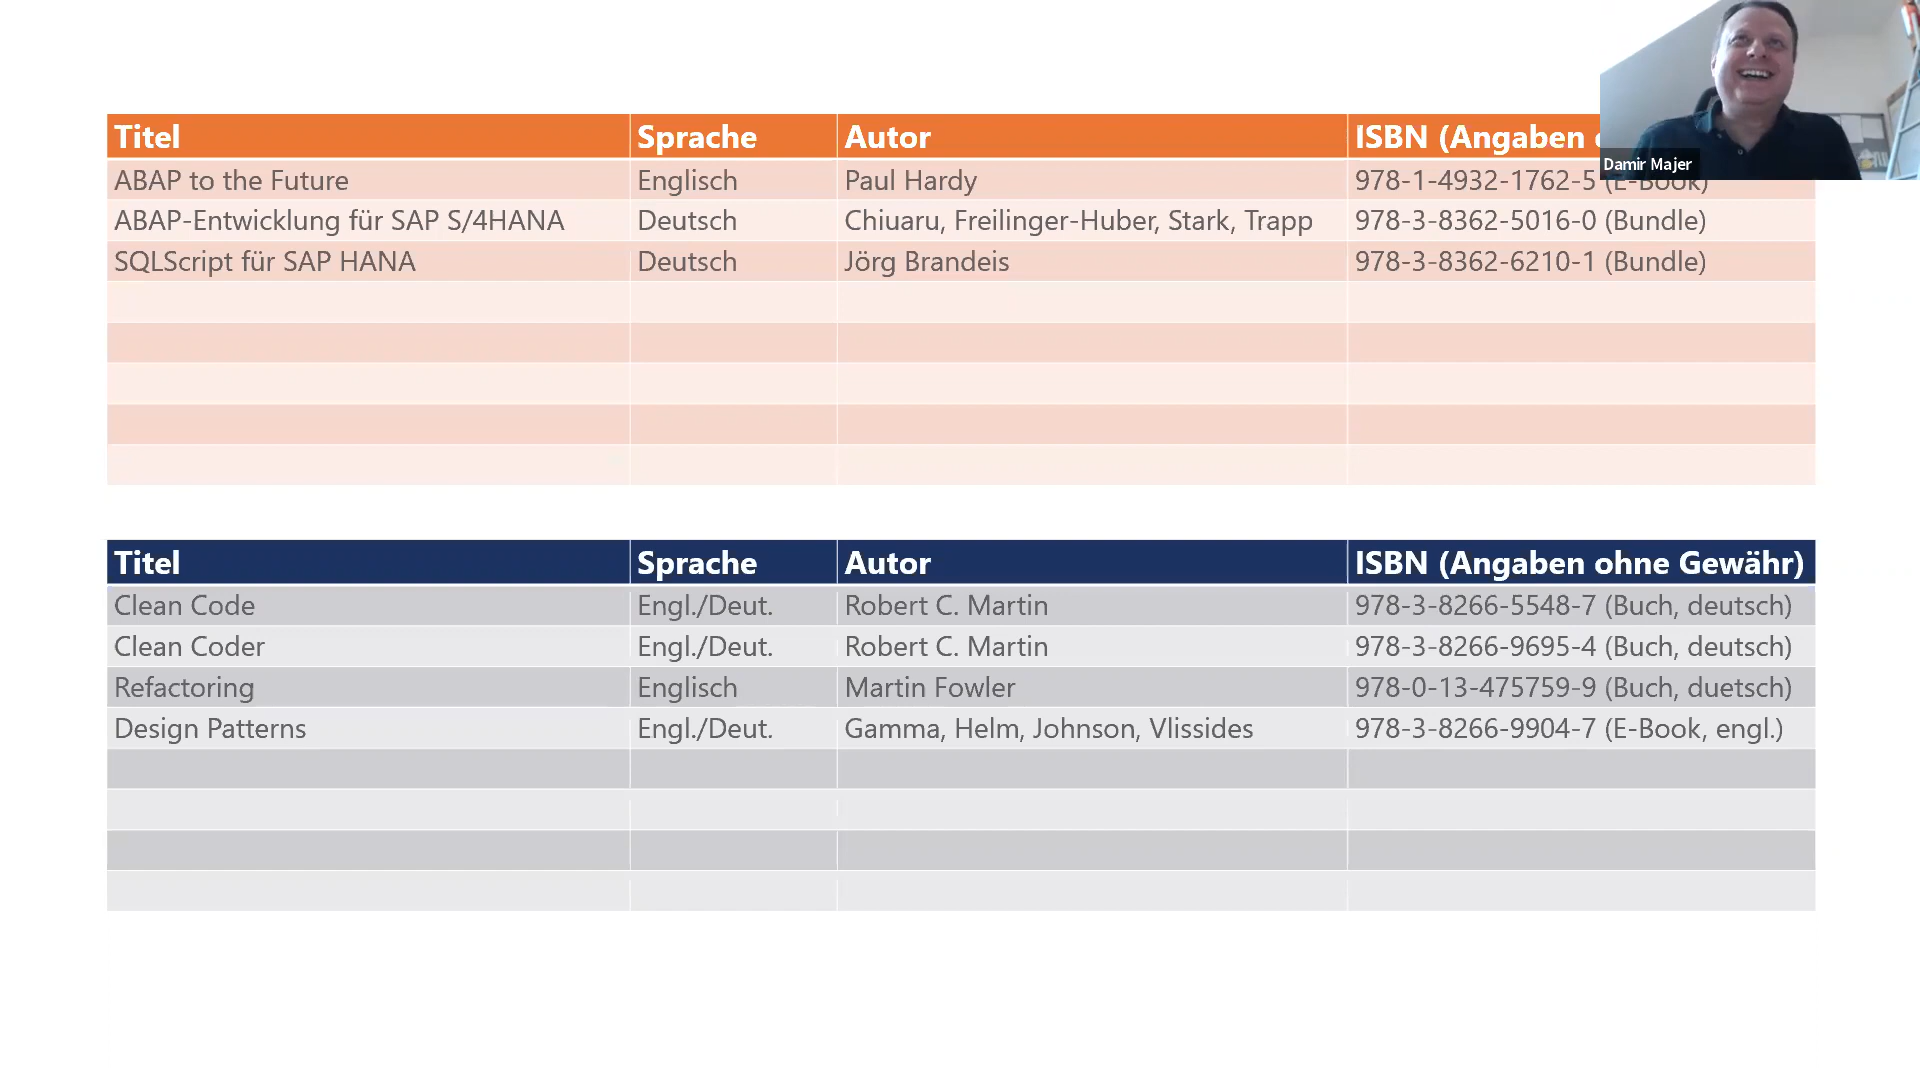 Titel Sprache Autor ISBN (Angaben
ABAP to the Future Englisch Paul Hardy 978-1-4932-1762-5 (E-Book)
ABAP-Entwicklung für SAP S/4HANA Deutsch Chiuaru, Freilinger-Huber, Stark, Trapp 978-3-8362-5016-0 (Bundle)
SQLScript für SAP HANA Deutsch Jörg Brandeis 978-3-8362-6210-1 (Bundle)
Damir Majer
Titel Sprache Autor ISBN (Angaben ohne Gewähr)
Clean Code Engl./Deut. Robert C. Martin 978-3-8266-5548-7 (Buch, deutsch)
Clean Coder Engl./Deut. Robert C. Martin 978-3-8266-9695-4 (Buch, deutsch)
Refactoring Englisch Martin Fowler 978-0-13-475759-9 (Buch, duetsch)
Design Patterns Engl./Deut. Gamma, Helm, Johnson, Vlissides 978-3-8266-9904-7 (E-Book, engl.)